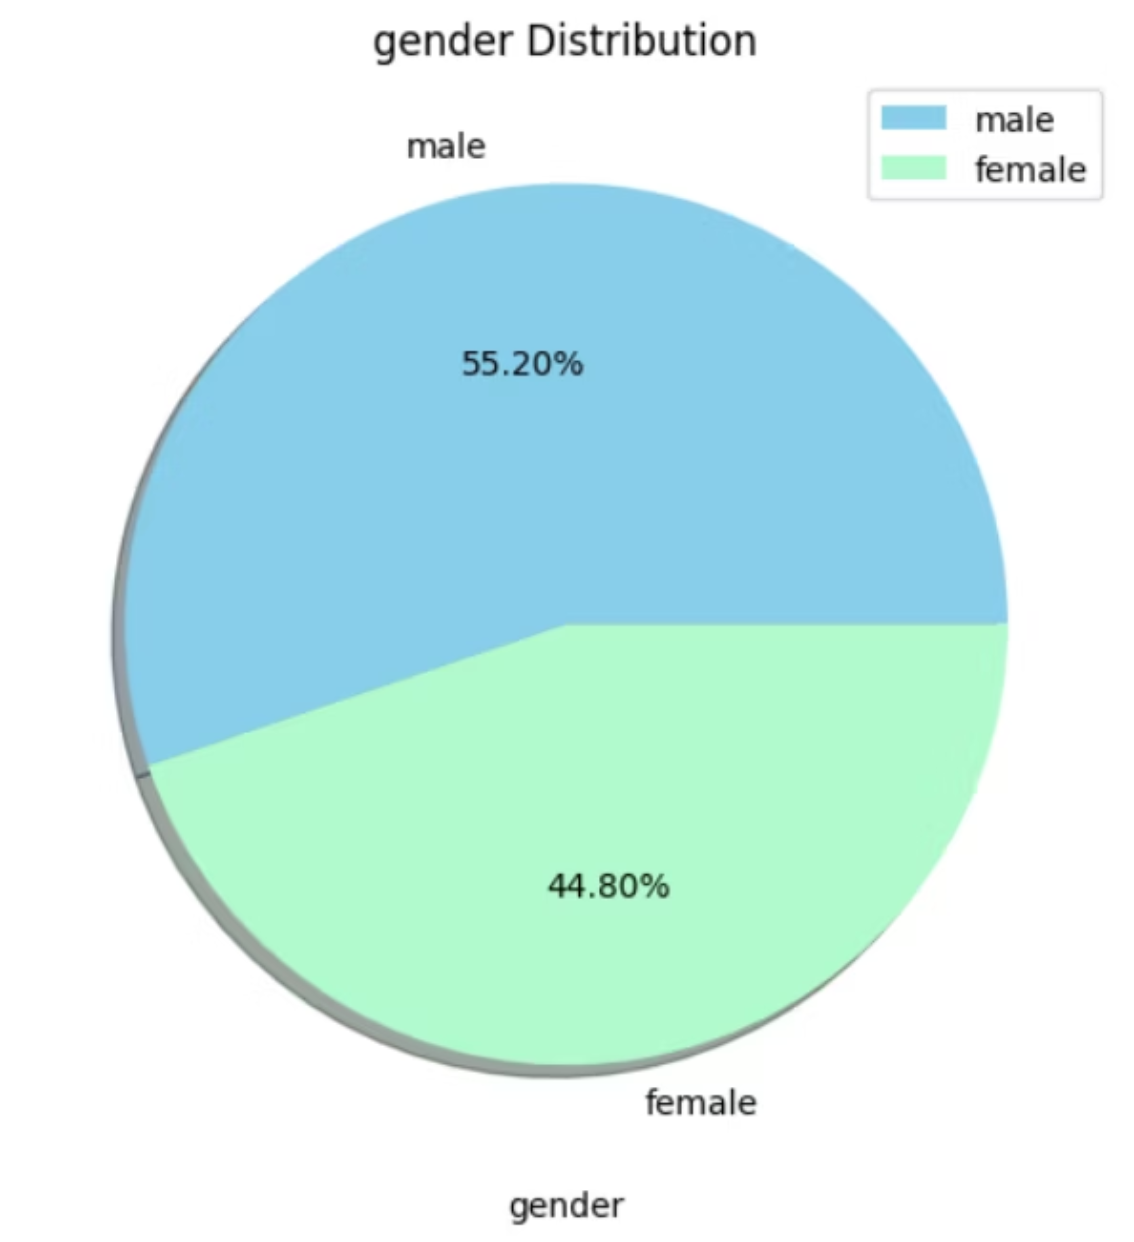 gender Distribution
male
female
male
55.20%
44.80%
female
gender